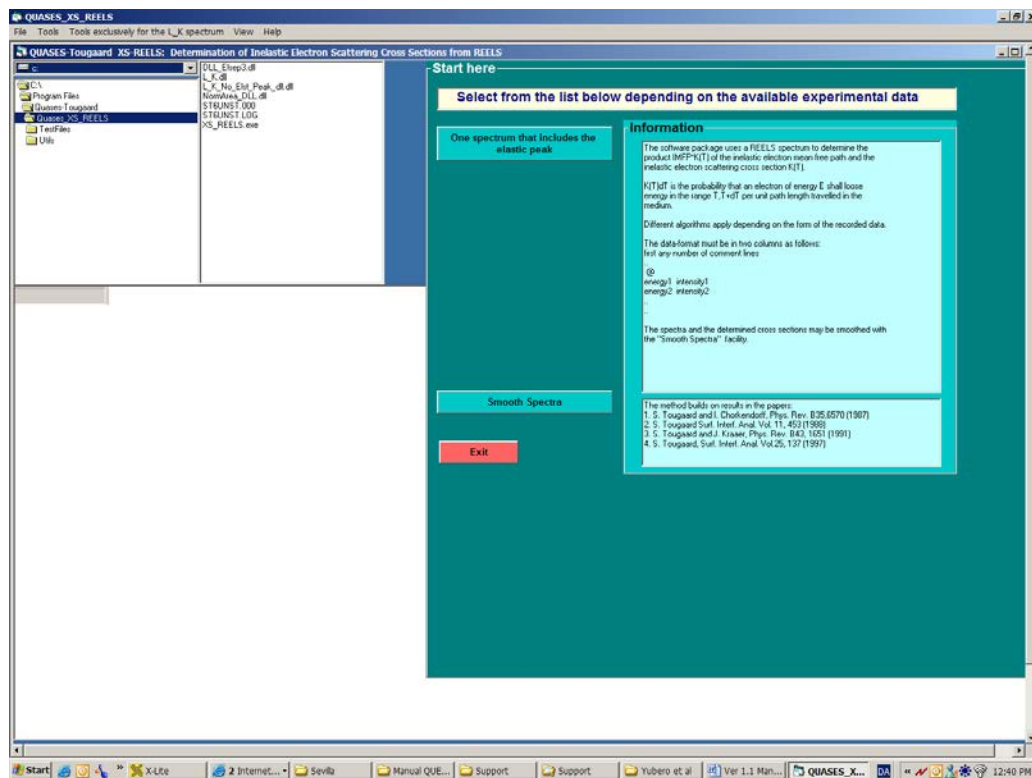 QUASES_XS_REELS
File Tools Tools exclusively for the L_K spectrum View Help
QUASES-Tougaard XS-REELS: Determination of Inelastic Electron Scattering Cross Sections from REELS
c:
C:\
Program Files
Quases-Tougaard
Quases_XS_REELS
TestFiles
Utils
DLL_Elsep3.dll
L_K.dll
L_K_No_Elst_Peak_dll.dll
NormArea_DLL.dll
ST6UNST.000
ST6UNST.LOG
XS_REELS.exe
Start here
Select from the list below depending on the available experimental data
One spectrum that includes the
elastic peak
Smooth Spectra
Exit
Information
The software package uses a REELS spectrum to determine the
product IMFP*K(T) of the inelastic electron mean free path and the
inelastic electron scattering cross section K(T).
K(T)dT is the probability that an electron of energy E shall loose
energy in the range T,T+dT per unit path length travelled in the
medium.
Different algorithms apply depending on the form of the recorded data.
The data-format must be in two columns as follows:
first any number of comment lines
..
@
energy1 intensity1
energy2 intensity2
..
..
The spectra and the determined cross sections may be smoothed with
the "Smooth Spectra" facility.
The method builds on results in the papers:
1. S. Tougaard and I. Chorkendorff, Phys. Rev. B35,6570 (1987)
2. S. Tougaard Surf. Interf. Anal. Vol. 11, 453 (1988)
3. S. Tougaard and J. Kraaer, Phys. Rev. B43, 1651 (1991)
4. S. Tougaard, Surf. Interf. Anal. Vol.25, 137 (1997)
Start » X-Lite 2 Internet... Sevilla Manual QUE... Support Support Yubero et al Ver 1.1 Man... QUASES_X... DA « 12:40 PM